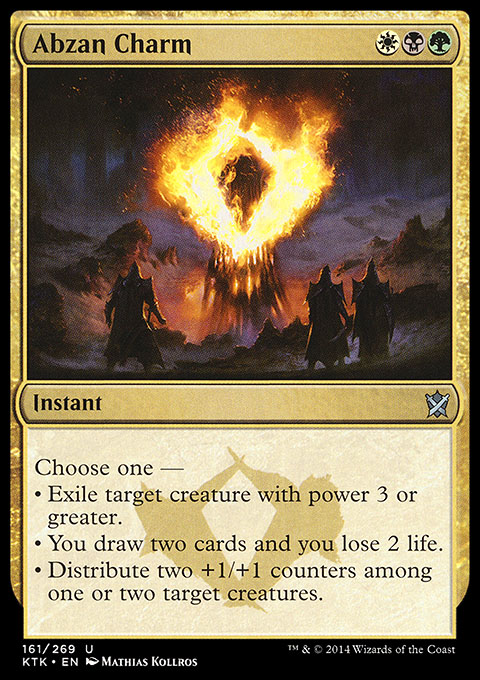 Abzan Charm
Instant
Choose one —
• Exile target creature with power 3 or
greater.
• You draw two cards and you lose 2 life.
• Distribute two +1/+1 counters among
one or two target creatures.
161/269 U
KTK • EN Mathias Kollros
™ & © 2014 Wizards of the Coast